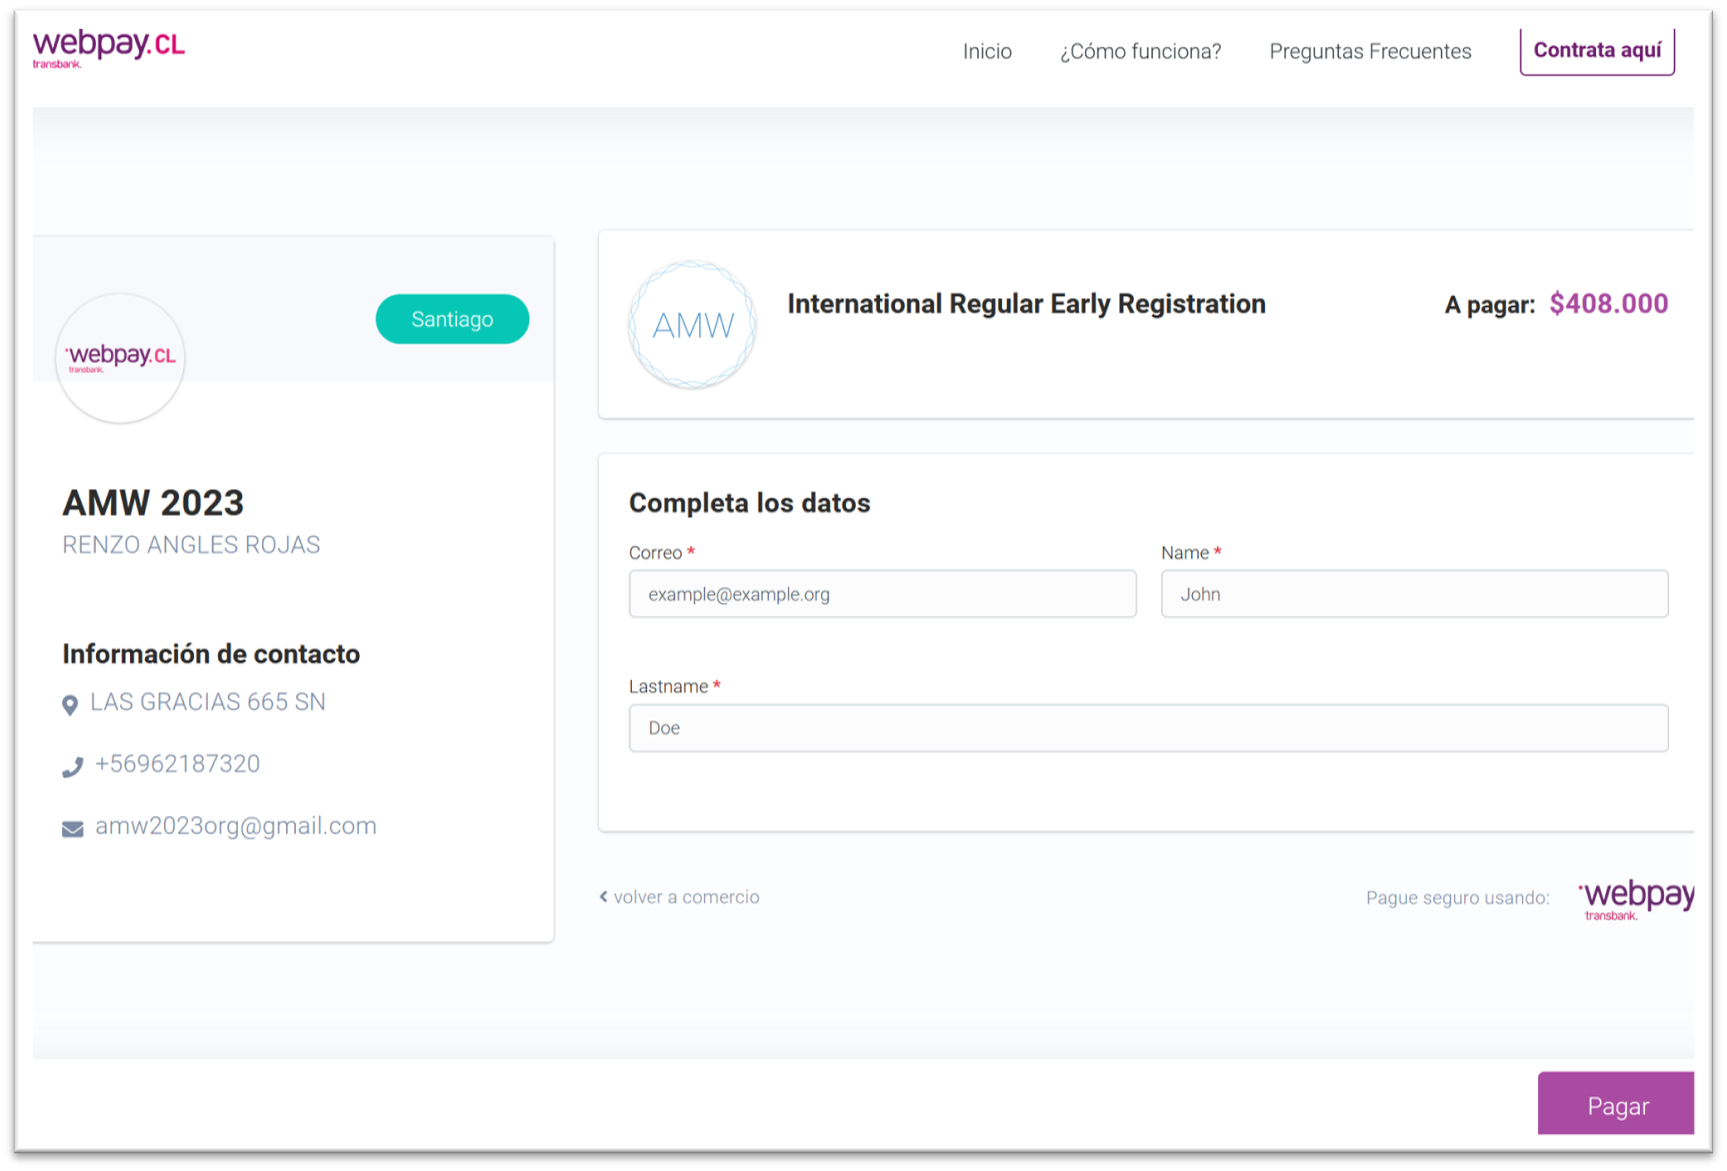 webpay.CL
transbank.
Inicio
¿Cómo funciona?
Preguntas Frecuentes
Contrata aquí
webpay.CL
transbank.
Santiago
AMW 2023
RENZO ANGLES ROJAS
Información de contacto
LAS GRACIAS 665 SN
+56962187320
amw2023org@gmail.com
AMW
International Regular Early Registration
A pagar: $408.000
Completa los datos
Correo *
example@example.org
Name *
John
Lastname *
Doe
volver a comercio
Pague seguro usando:
webpay
transbank.
Pagar